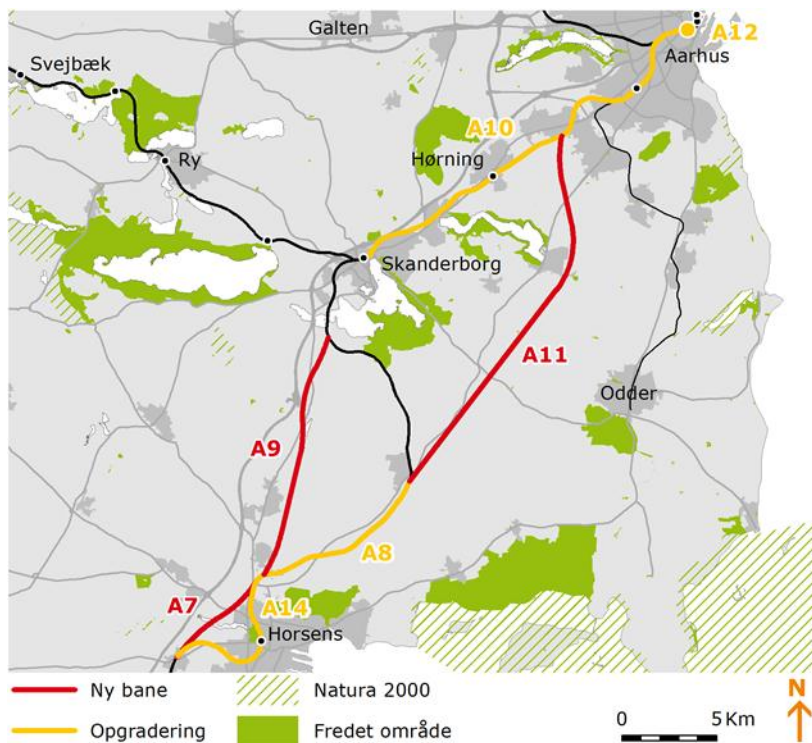 Galten
A12
Svejbæk
Aarhus
A10
Ry
Hørning
Skanderborg
A11
Odder
A9
A8
A7
A14
Horsens
Ny bane
Natura 2000
N
Opgradering
Fredet område
0 5 Km